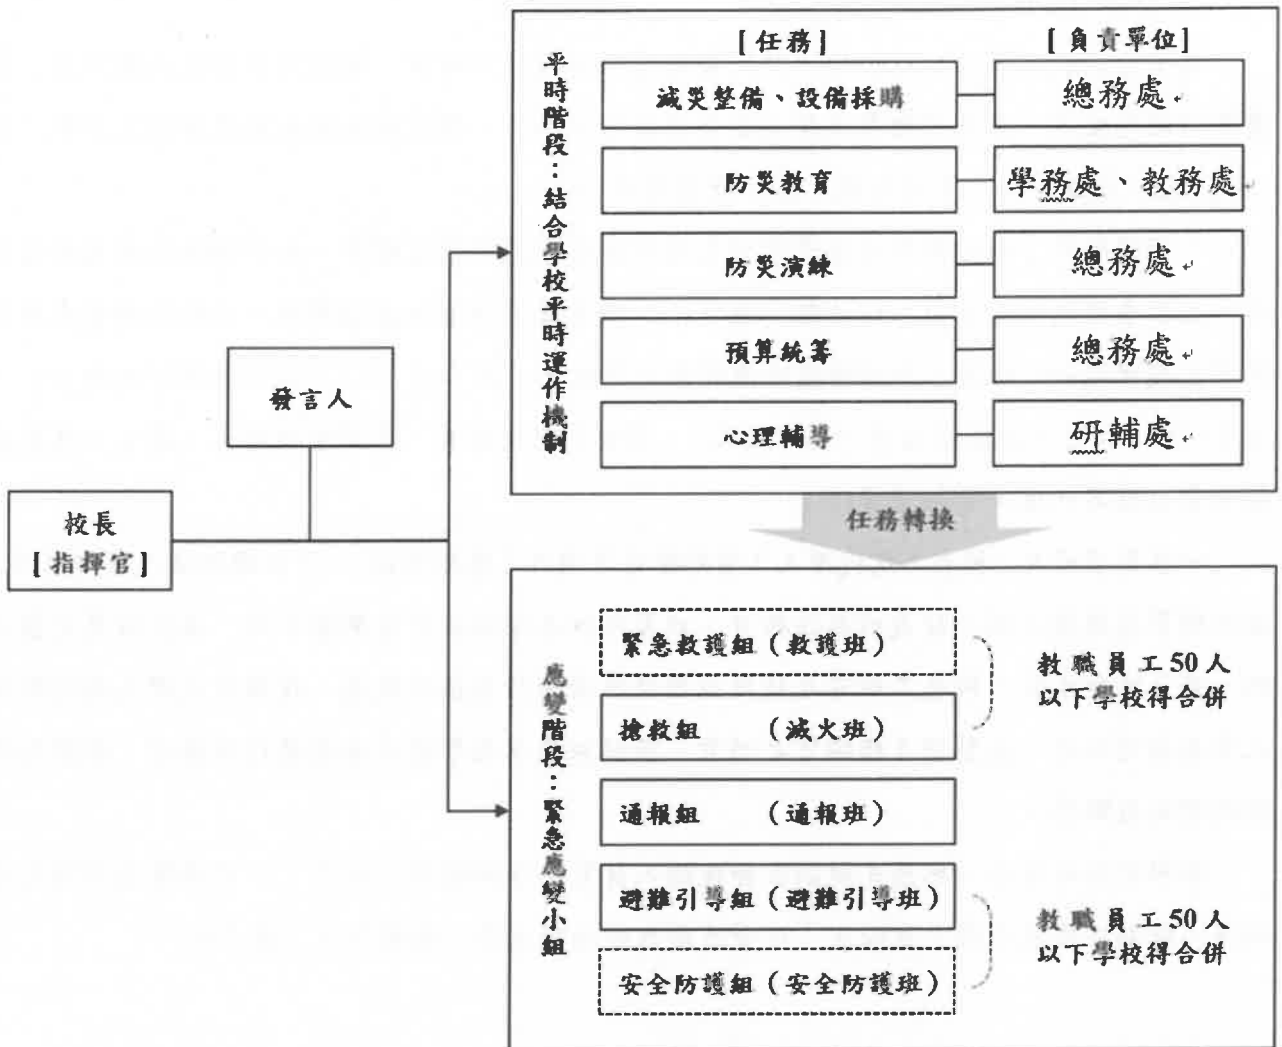 校長
[指揮官]
發言人
平時階段：結合學校平時運作機制
[任務] [負責單位]
減災整備、設備採購 總務處
防災教育 學務處、教務處
防災演練 總務處
預算統籌 總務處
心理輔導 研輔處
任務轉換
應變階段：緊急應變小組
緊急救護組（救護班）
搶救組 （滅火班）
通報組 （通報班）
避難引導組（避難引導班）
安全防護組（安全防護班）
教職員工50人
以下學校得合併
教職員工50人
以下學校得合併